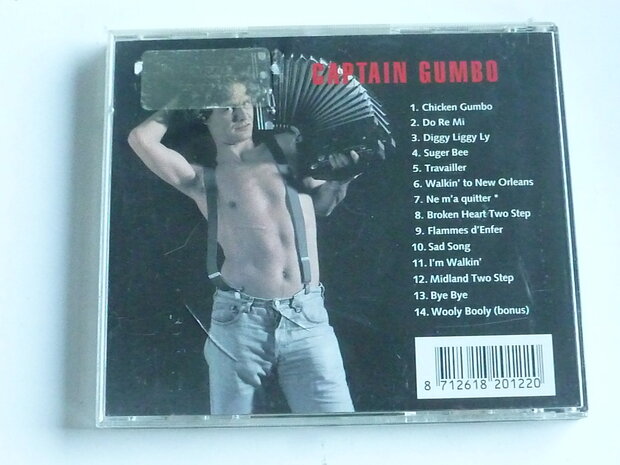 CAPTAIN GUMBO
1. Chicken Gumbo
2. Do Re Mi
3. Diggy Liggy Ly
4. Suger Bee
5. Travailler
6. Walkin' to New Orleans
7. Ne m'a quitter *
8. Broken Heart Two Step
9. Flammes d'Enfer
10. Sad Song
11. I'm Walkin'
12. Midland Two Step
13. Bye Bye
14. Wooly Booly (bonus)
8 712618 201220